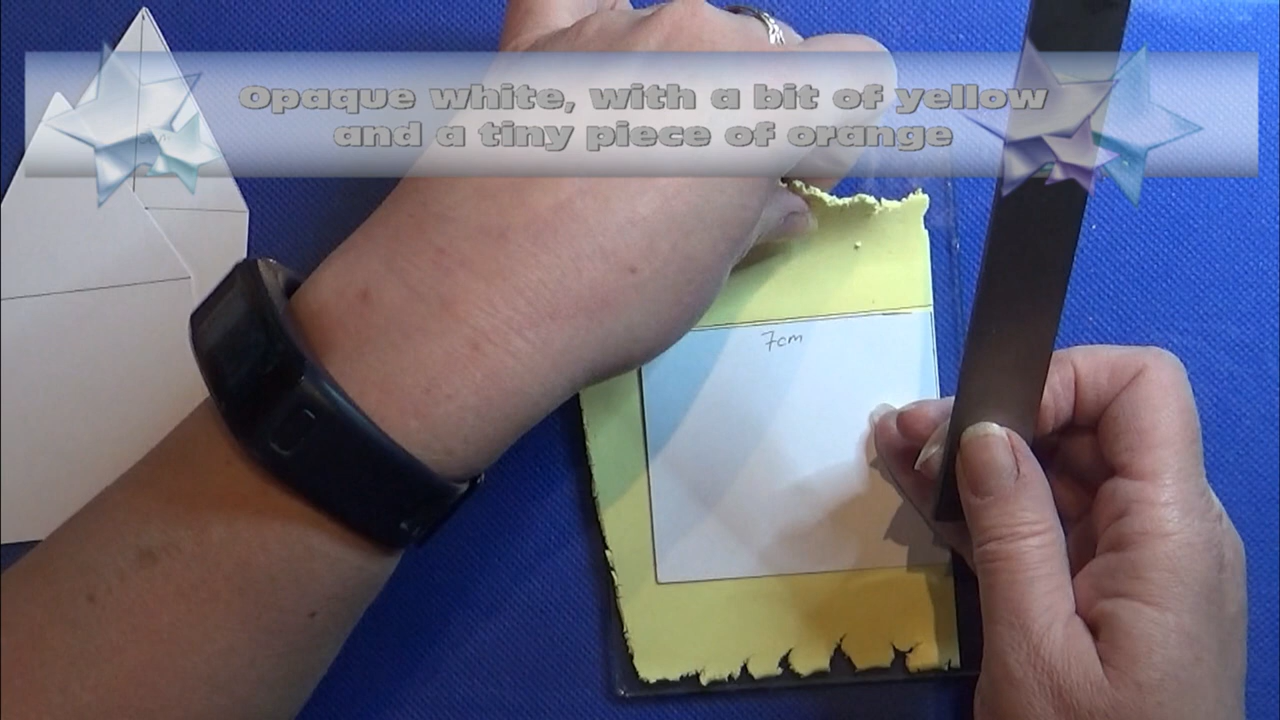 Opaque white, with a bit of yellow
and a tiny piece of orange
7cm